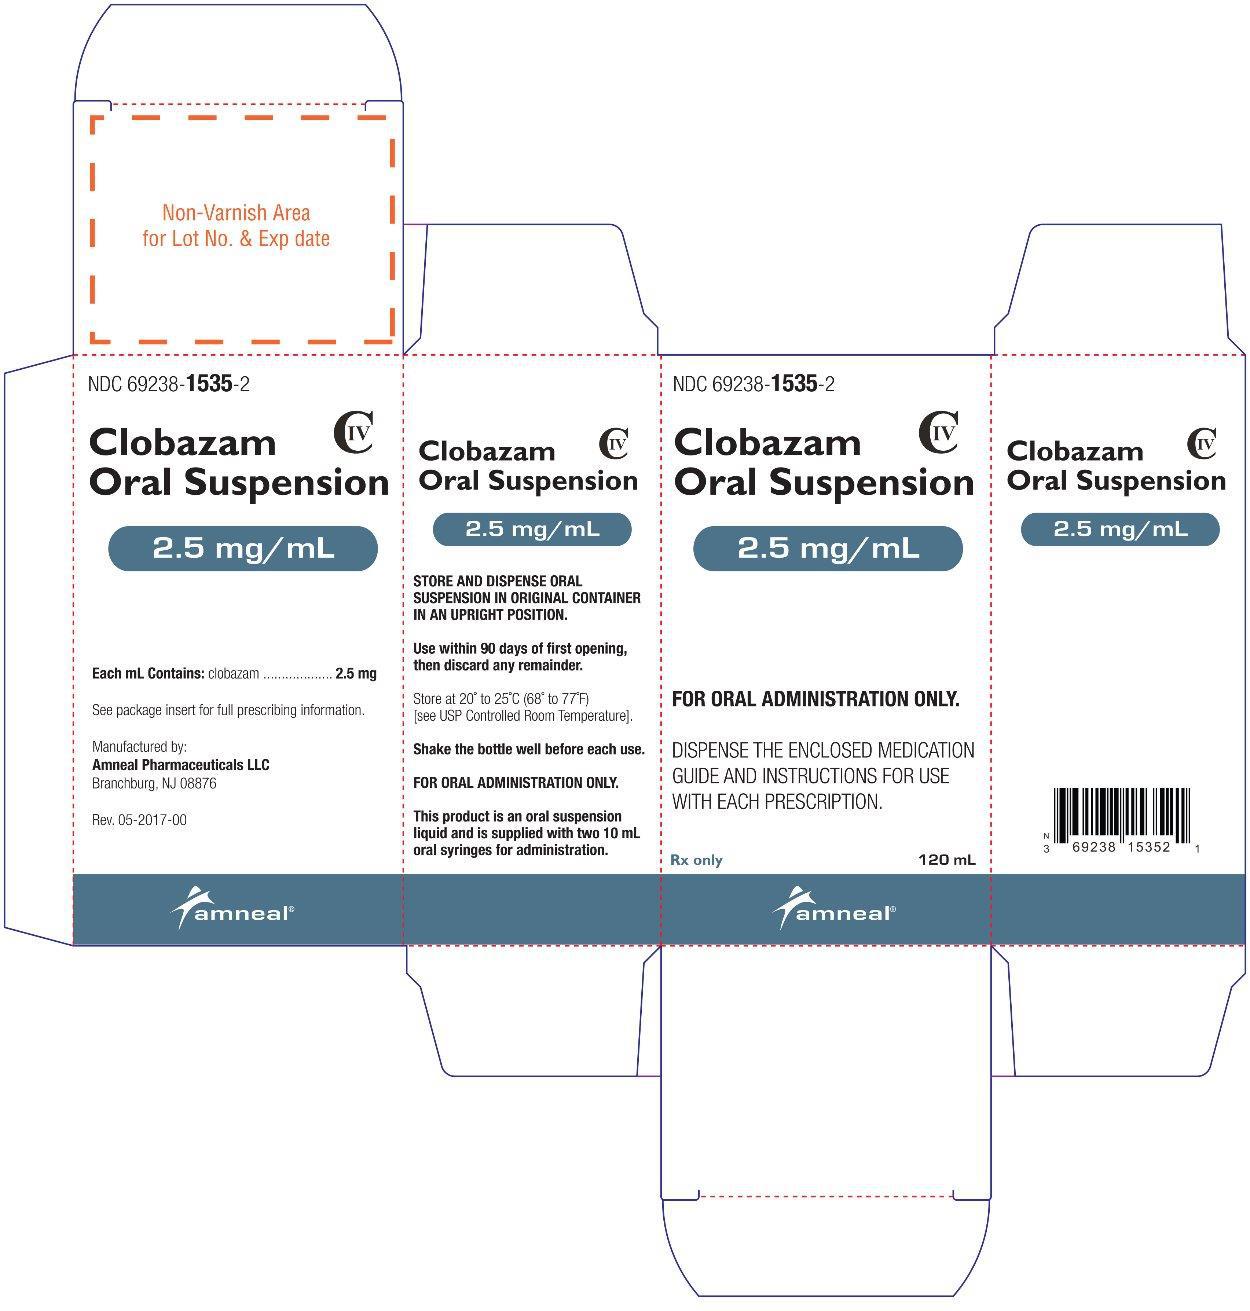 Non-Varnish Area
for Lot No. & Exp date
NDC 69238-1535-2
Clobazam CIV
Oral Suspension
2.5 mg/mL
Each mL Contains: clobazam ................... 2.5 mg
See package insert for full prescribing information.
Manufactured by:
Amneal Pharmaceuticals LLC
Branchburg, NJ 08876
Rev. 05-2017-00
amneal®
Clobazam CIV
Oral Suspension
2.5 mg/mL
STORE AND DISPENSE ORAL
SUSPENSION IN ORIGINAL CONTAINER
IN AN UPRIGHT POSITION.
Use within 90 days of first opening,
then discard any remainder.
Store at 20˚ to 25˚C (68˚ to 77˚F)
[see USP Controlled Room Temperature].
Shake the bottle well before each use.
FOR ORAL ADMINISTRATION ONLY.
This product is an oral suspension
liquid and is supplied with two 10 mL
oral syringes for administration.
NDC 69238-1535-2
Clobazam CIV
Oral Suspension
2.5 mg/mL
FOR ORAL ADMINISTRATION ONLY.
DISPENSE THE ENCLOSED MEDICATION
GUIDE AND INSTRUCTIONS FOR USE
WITH EACH PRESCRIPTION.
Rx only 120 mL
amneal®
Clobazam CIV
Oral Suspension
2.5 mg/mL
N
3 69238 15352 1